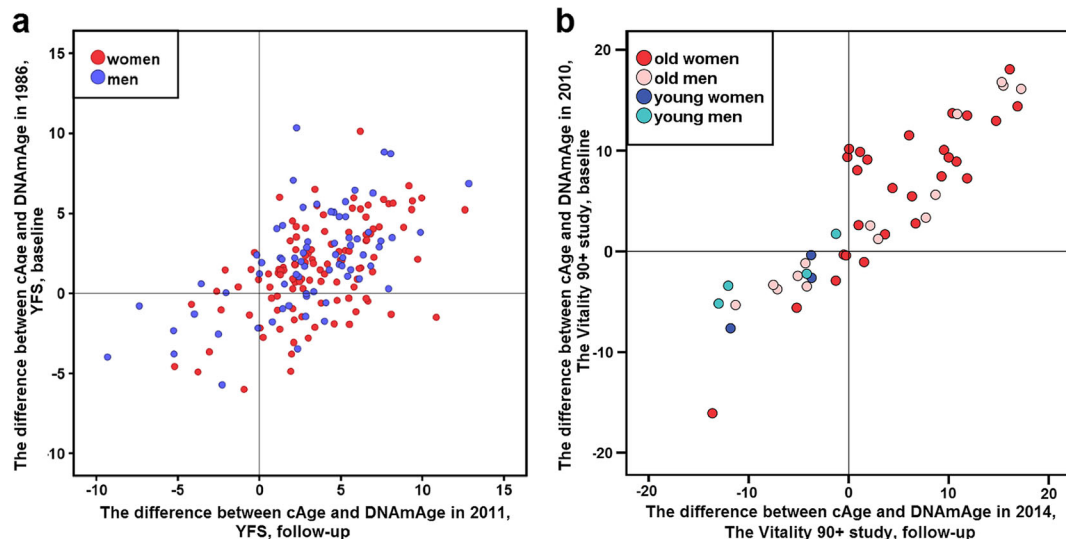 a
The difference between cAge and DNAmAge in 1986,
YFS, baseline
15
10
5
0
-5
-10
women
men
-10
-5
0
5
10
15
The difference between cAge and DNAmAge in 2011,
YFS, follow-up
b
The difference between cAge and DNAmAge in 2010,
The Vitality 90+ study, baseline
20
10
0
-10
-20
old women
old men
young women
young men
-20
-10
0
10
20
The difference between cAge and DNAmAge in 2014,
The Vitality 90+ study, follow-up